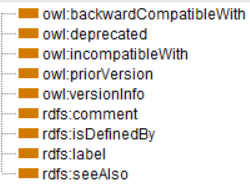 owl:backwardCompatibleWith
owl:deprecated
owl:incompatibleWith
owl:priorVersion
owl:versionInfo
rdfs:comment
rdfs:isDefinedBy
rdfs:label
rdfs:seeAlso